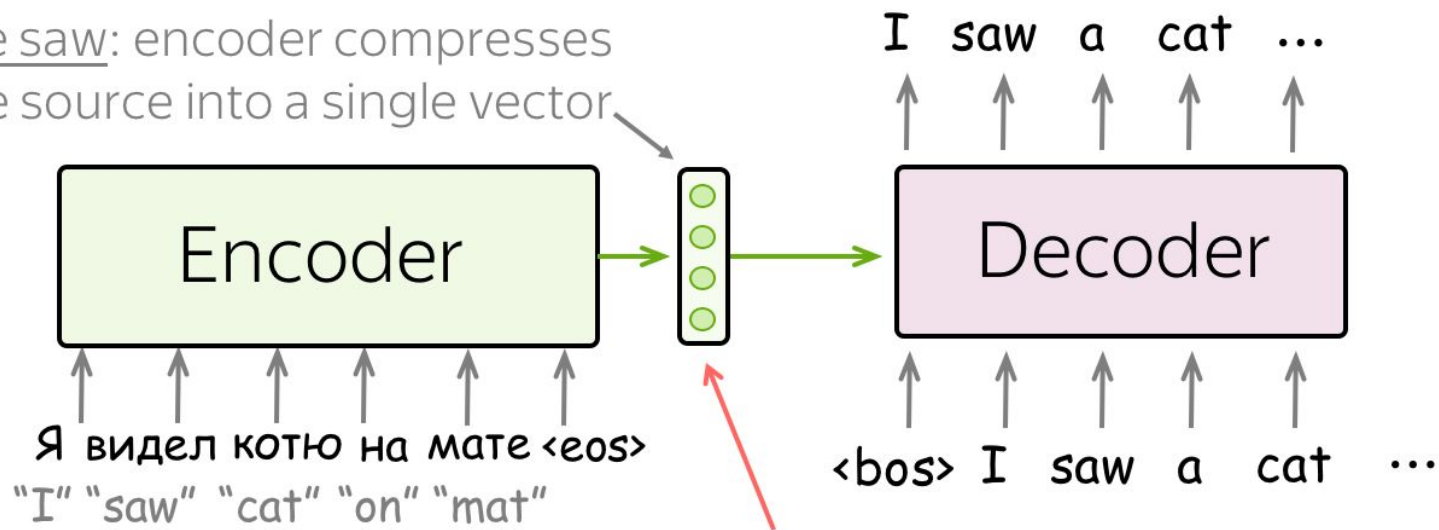 e saw: encoder compresses
e source into a single vector
I saw a cat ...
Encoder
Decoder
Я видел котю на мате <eos>
"I" "saw" "cat" "on" "mat"
<bos> I saw a cat ...